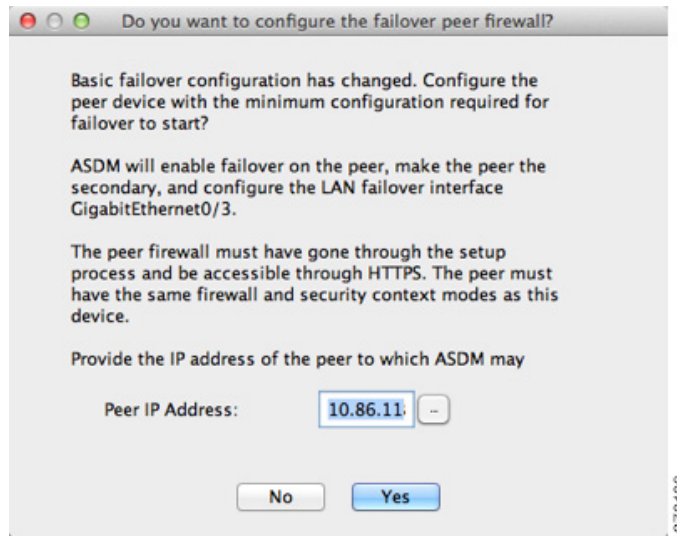 Do you want to configure the failover peer firewall?
Basic failover configuration has changed. Configure the
peer device with the minimum configuration required for
failover to start?
ASDM will enable failover on the peer, make the peer the
secondary, and configure the LAN failover interface
GigabitEthernet0/3.
The peer firewall must have gone through the setup
process and be accessible through HTTPS. The peer must
have the same firewall and security context modes as this
device.
Provide the IP address of the peer to which ASDM may
Peer IP Address: 10.86.11 ...
No Yes